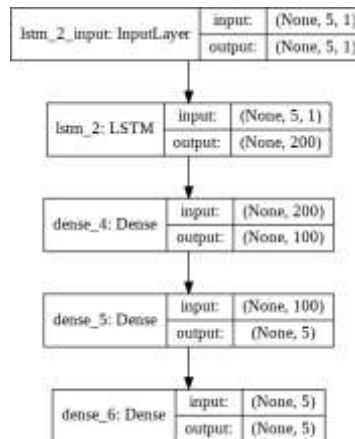 lstm_2_input: InputLayer
input: (None, 5, 1)
output: (None, 5, 1)
lstm_2: LSTM
input: (None, 5, 1)
output: (None, 200)
dense_4: Dense
input: (None, 200)
output: (None, 100)
dense_5: Dense
input: (None, 100)
output: (None, 5)
dense_6: Dense
input: (None, 5)
output: (None, 5)